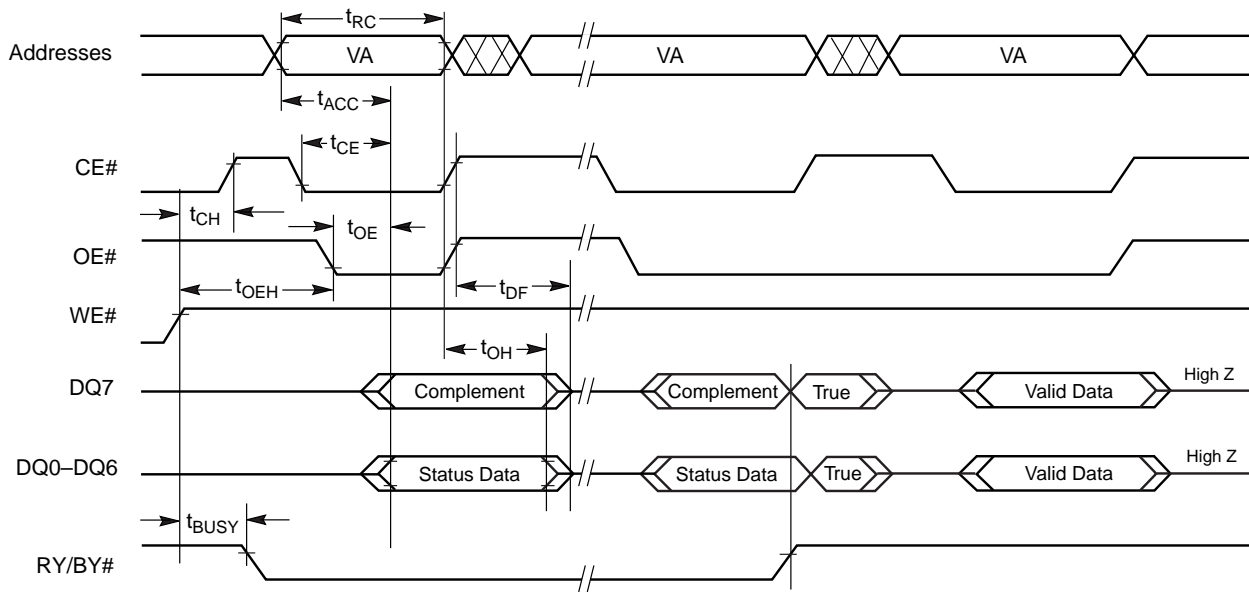 tRC
Addresses VA VA VA
tACC
tCE
CE#
tCH tOE
OE#
tOEH tDF
WE#
tOH
DQ7 Complement Complement True Valid Data High Z
DQ0–DQ6 Status Data Status Data True Valid Data High Z
tBUSY
RY/BY#